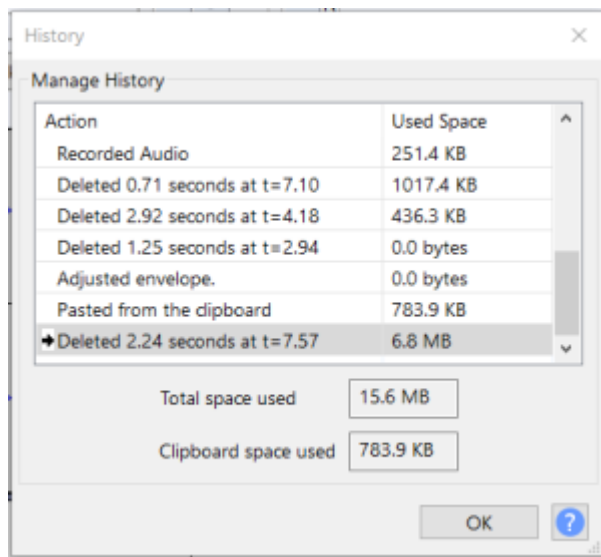 History
Manage History
Action Used Space
Recorded Audio 251.4 KB
Deleted 0.71 seconds at t=7.10 1017.4 KB
Deleted 2.92 seconds at t=4.18 436.3 KB
Deleted 1.25 seconds at t=2.94 0.0 bytes
Adjusted envelope. 0.0 bytes
Pasted from the clipboard 783.9 KB
Deleted 2.24 seconds at t=7.57 6.8 MB
Total space used 15.6 MB
Clipboard space used 783.9 KB
OK ?